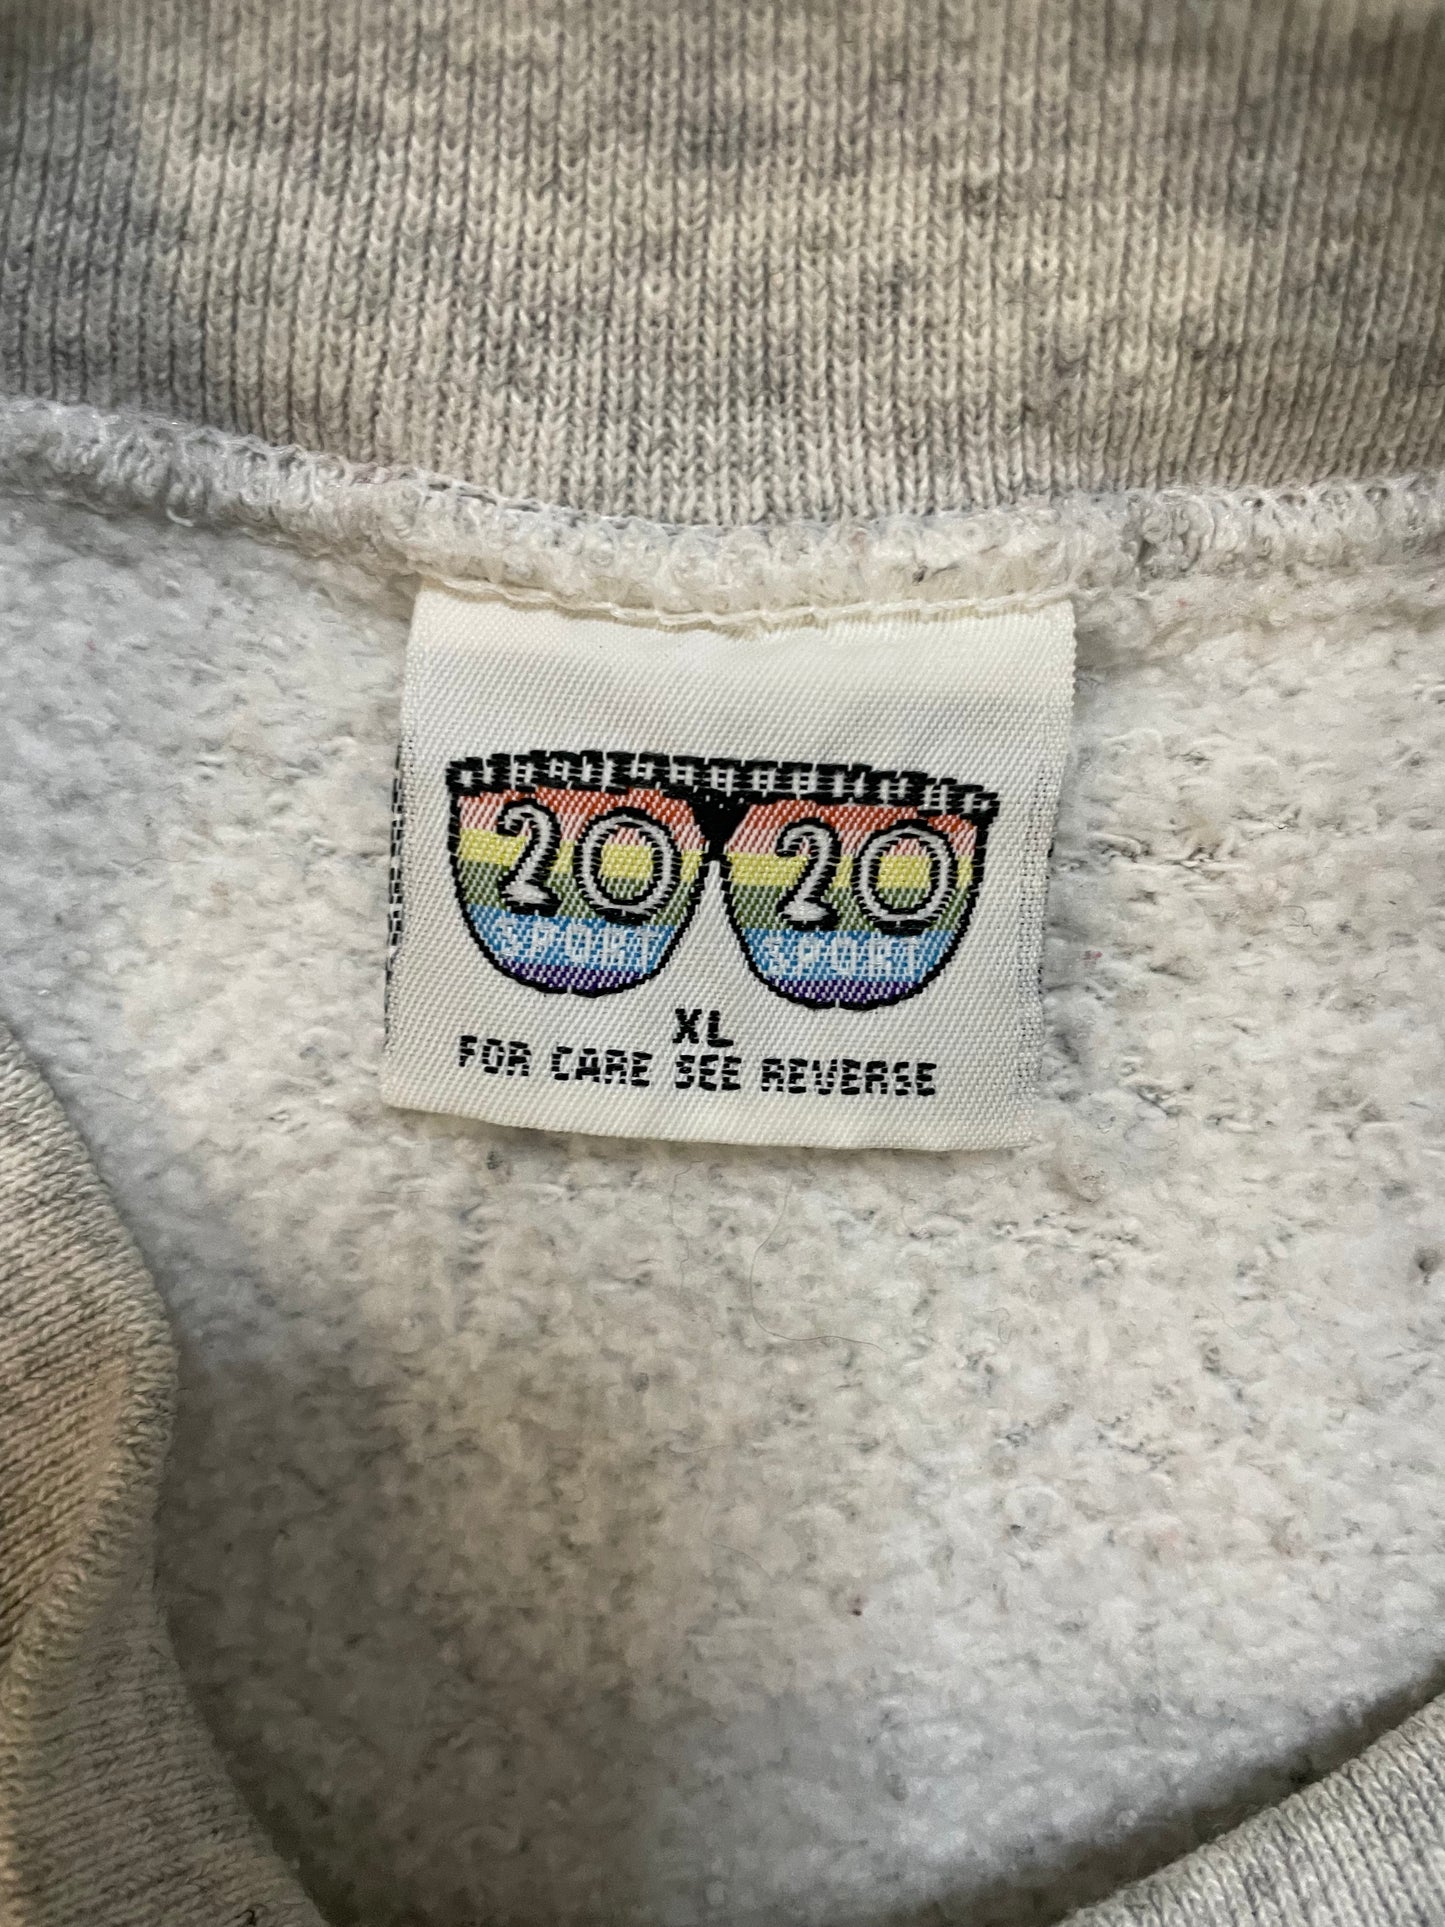 20 20
SPORT SPORT
XL
FOR CARE SEE REVERSE